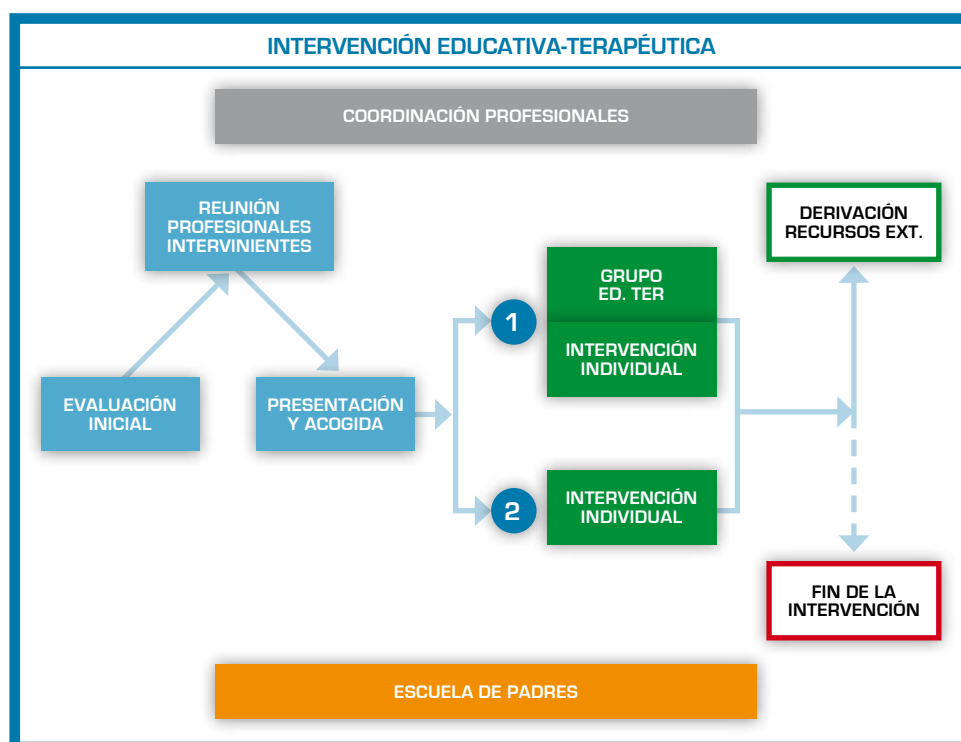 INTERVENCIÓN EDUCATIVA-TERAPÉUTICA
COORDINACIÓN PROFESIONALES
REUNIÓN
PROFESIONALES
INTERVINIENTES
EVALUACIÓN
INICIAL
PRESENTACIÓN
Y ACOGIDA
1
GRUPO
ED. TER
INTERVENCIÓN
INDIVIDUAL
2
INTERVENCIÓN
INDIVIDUAL
DERIVACIÓN
RECURSOS EXT.
FIN DE LA
INTERVENCIÓN
ESCUELA DE PADRES